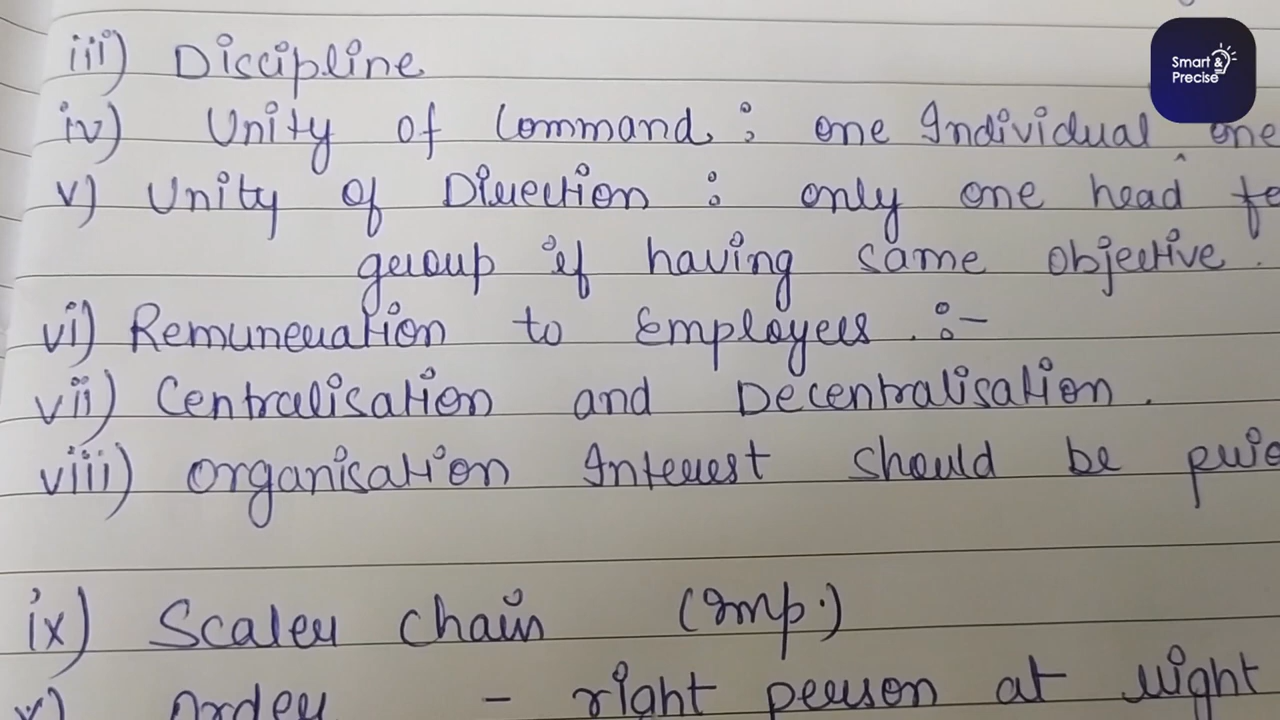 Smart &
Precise
iii) Discipline
iv) Unity of Command : one Individual one
v) Unity of Direction : only one head
group if having same objective.
vi) Remuneration to Employees . :-
vii) Centralisation and Decentralisation.
viii) Organisation Interest should be
ix) Scaler chain (Imp.)
x) Order - right person at right